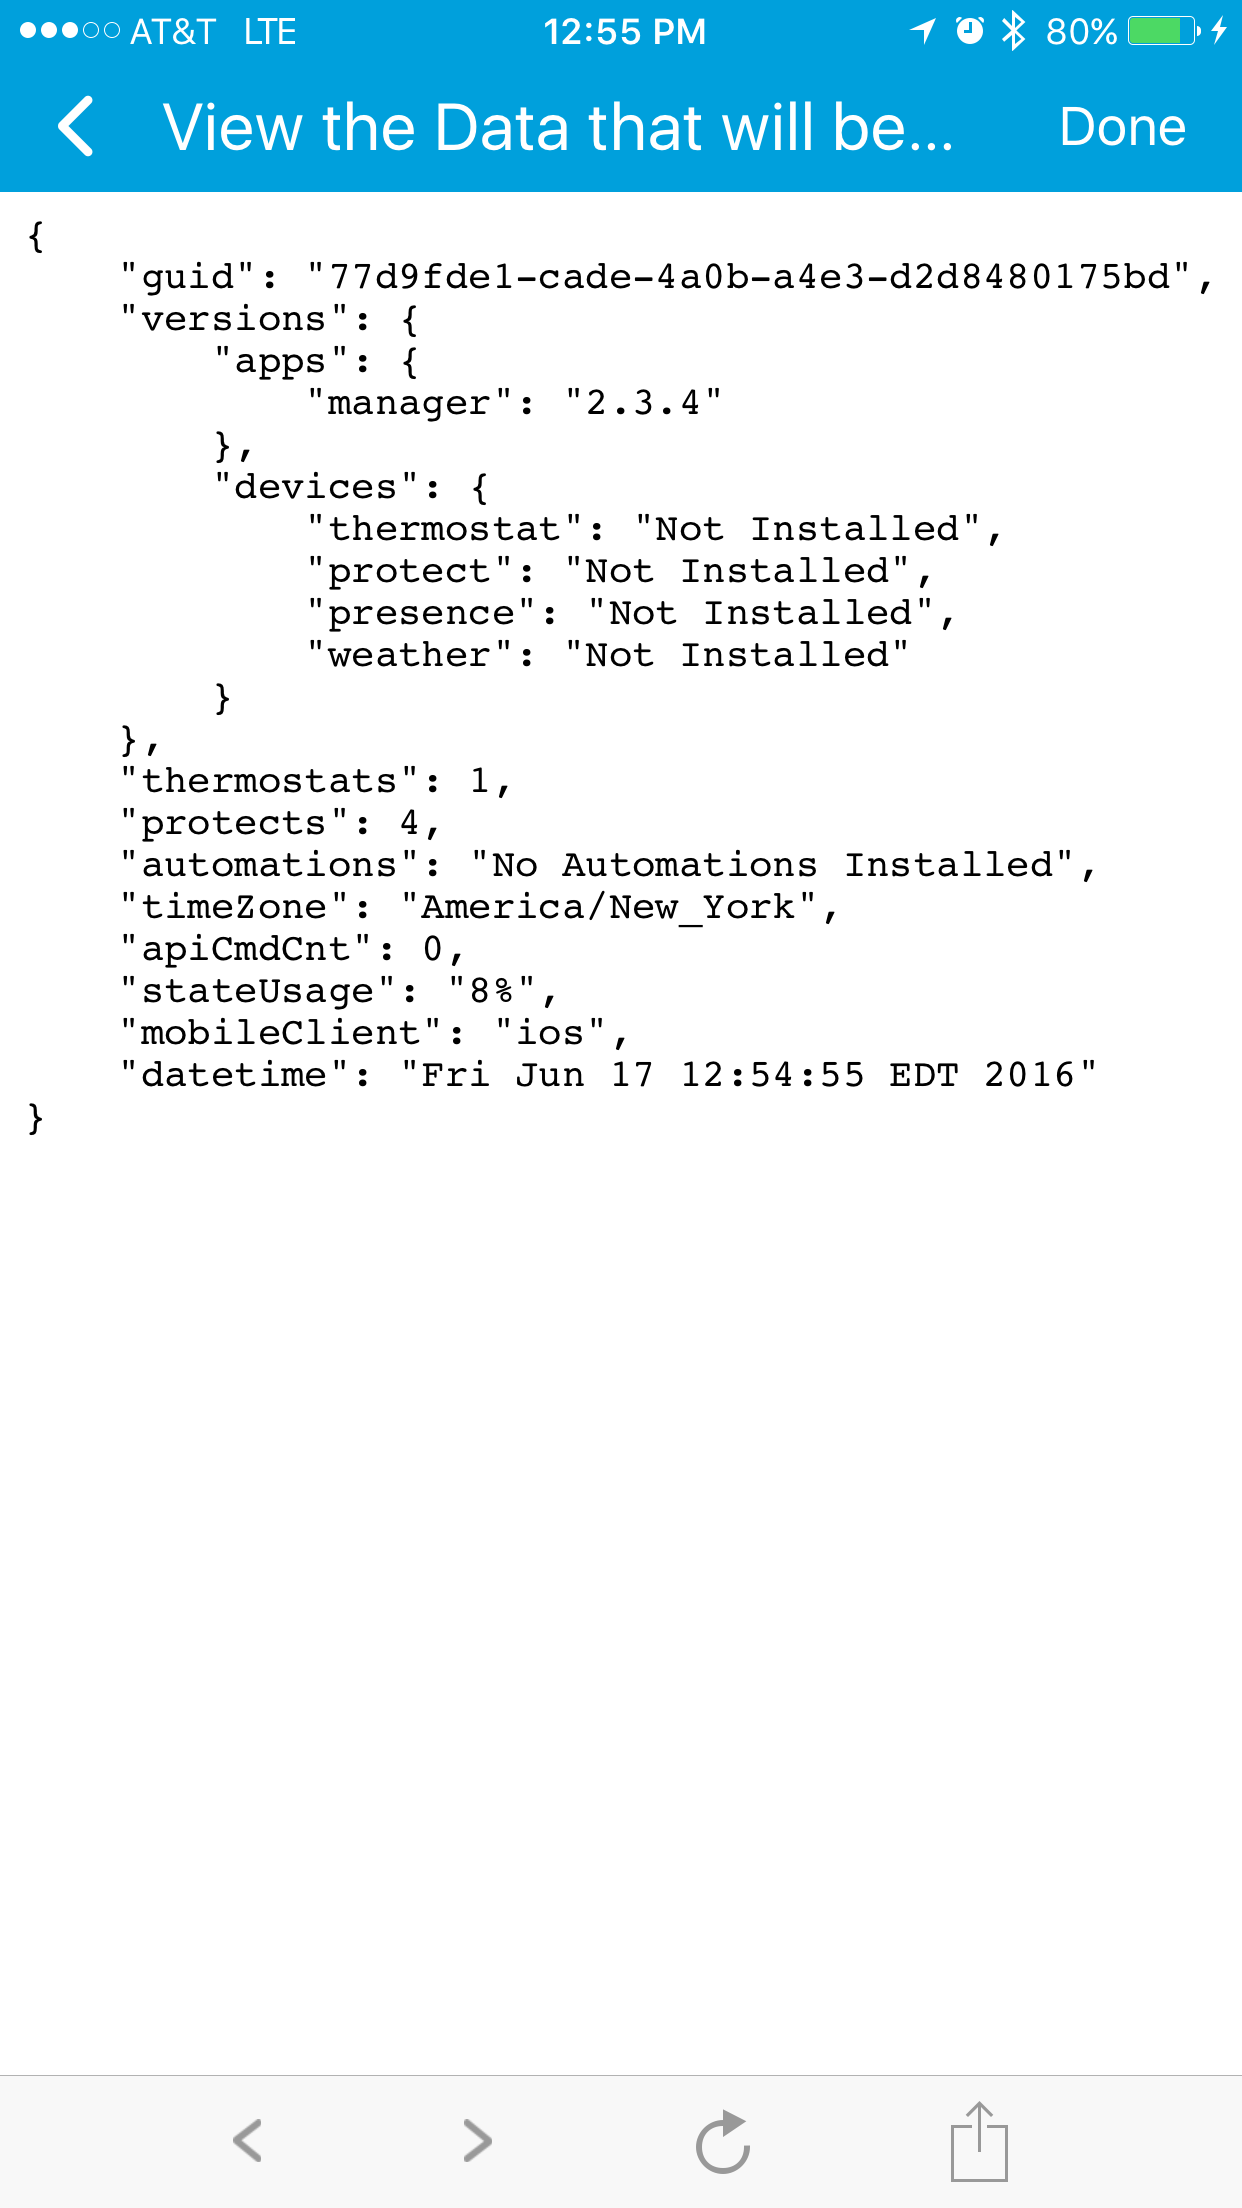 AT&T LTE 12:55 PM 80%
View the Data that will be... Done
{
    "guid": "77d9fde1-cade-4a0b-a4e3-d2d8480175bd",
    "versions": {
        "apps": {
            "manager": "2.3.4"
        },
        "devices": {
            "thermostat": "Not Installed",
            "protect": "Not Installed",
            "presence": "Not Installed",
            "weather": "Not Installed"
        }
    },
    "thermostats": 1,
    "protects": 4,
    "automations": "No Automations Installed",
    "timeZone": "America/New_York",
    "apiCmdCnt": 0,
    "stateUsage": "8%",
    "mobileClient": "ios",
    "datetime": "Fri Jun 17 12:54:55 EDT 2016"
}